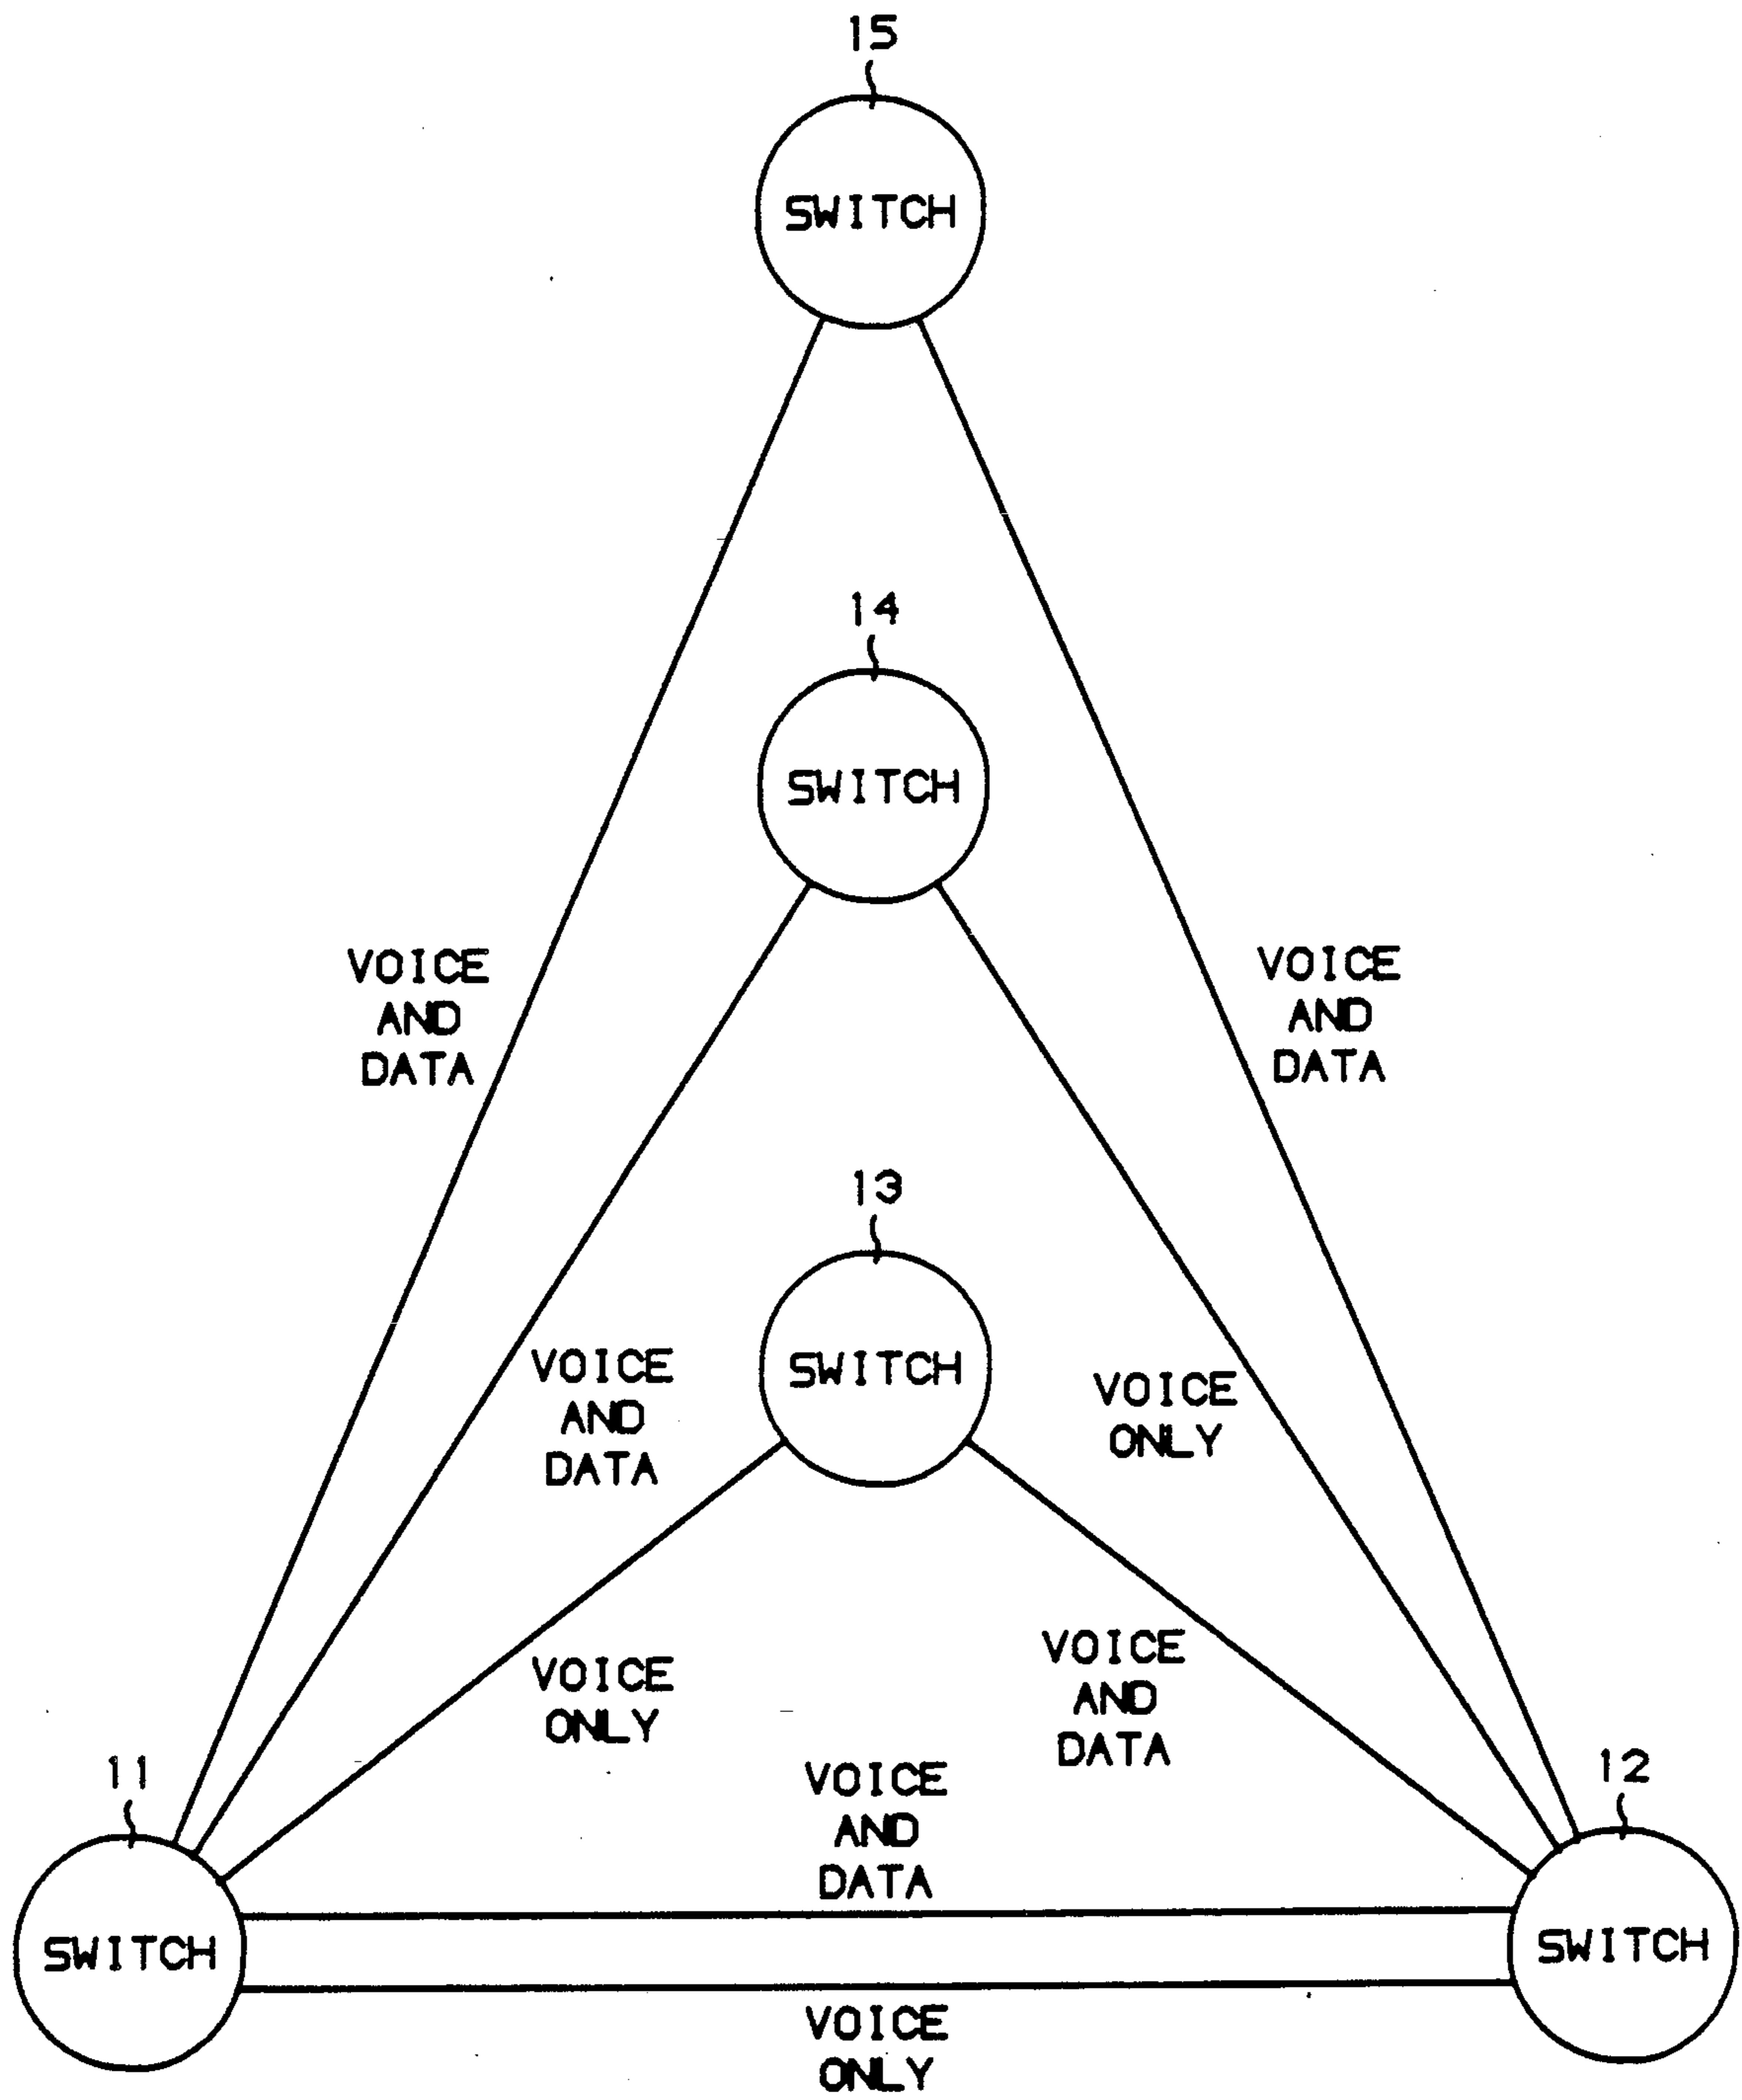 15
SWITCH
14
SWITCH
VOICE
AND
DATA
VOICE
AND
DATA
13
SWITCH
VOICE
AND
DATA
VOICE
ONLY
VOICE
ONLY
VOICE
AND
DATA
11
SWITCH
VOICE
AND
DATA
12
SWITCH
VOICE
ONLY